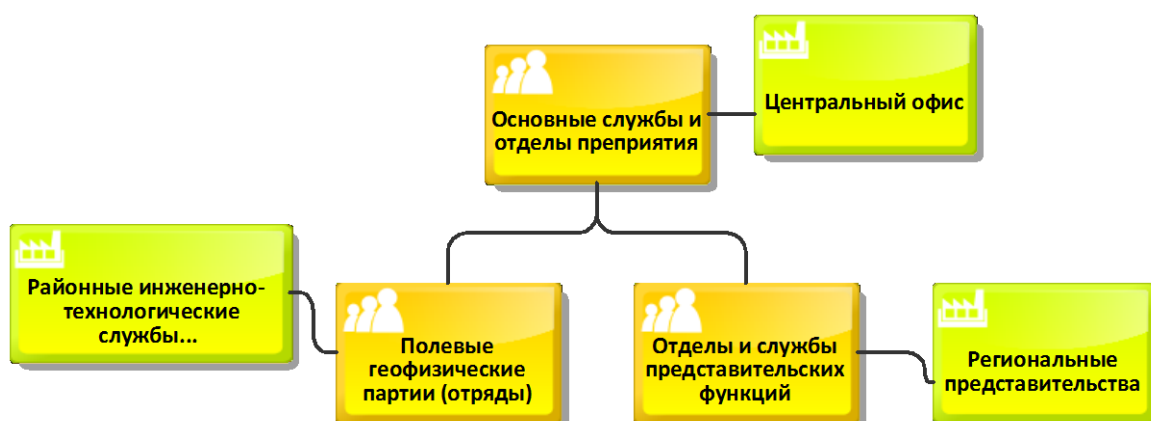 Центральный офис
Основные службы и
отделы преприятия
Районные инженерно-
технологические
службы...
Полевые
геофизические
партии (отряды)
Отделы и службы
представительских
функций
Региональные
представительства